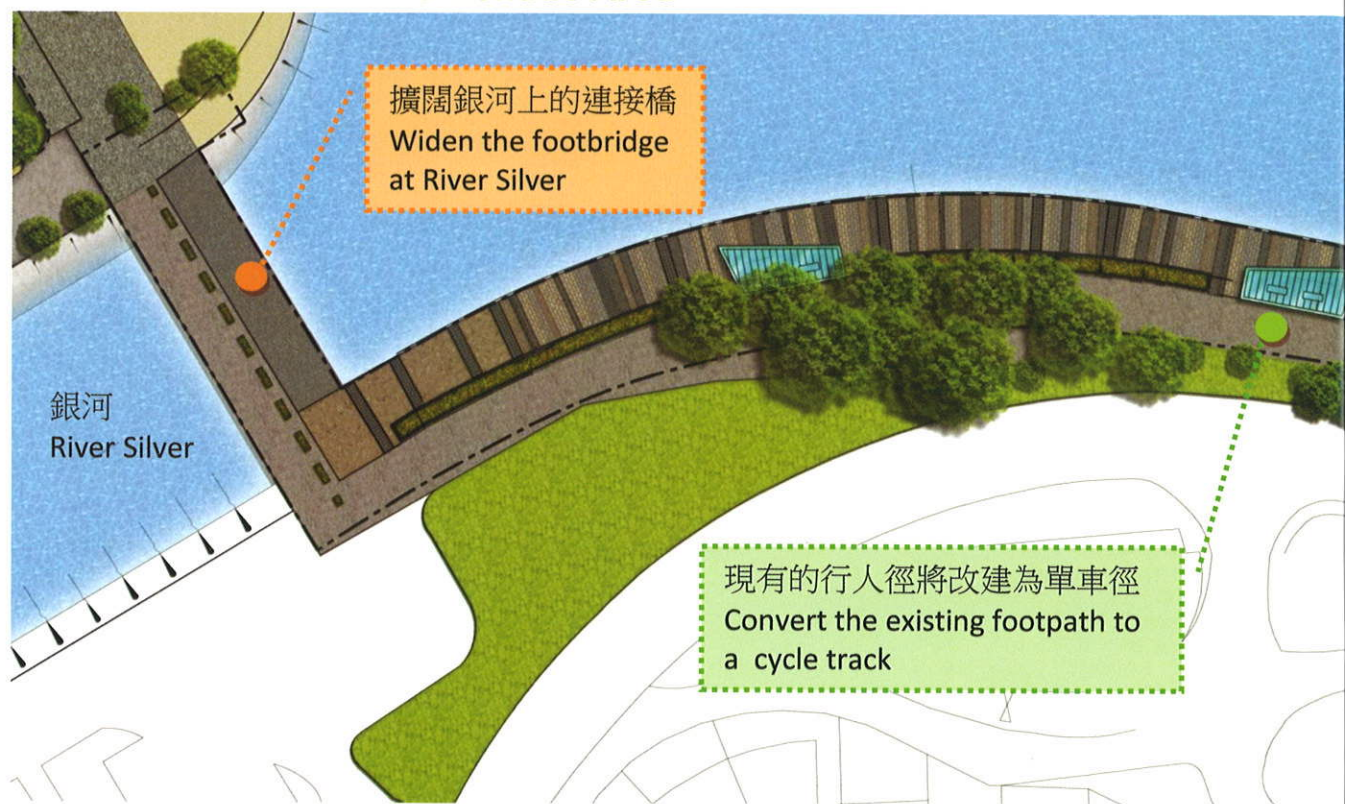 擴闊銀河上的連接橋
Widen the footbridge
at River Silver
銀河
River Silver
現有的行人徑將改建為單車徑
Convert the existing footpath to
a cycle track